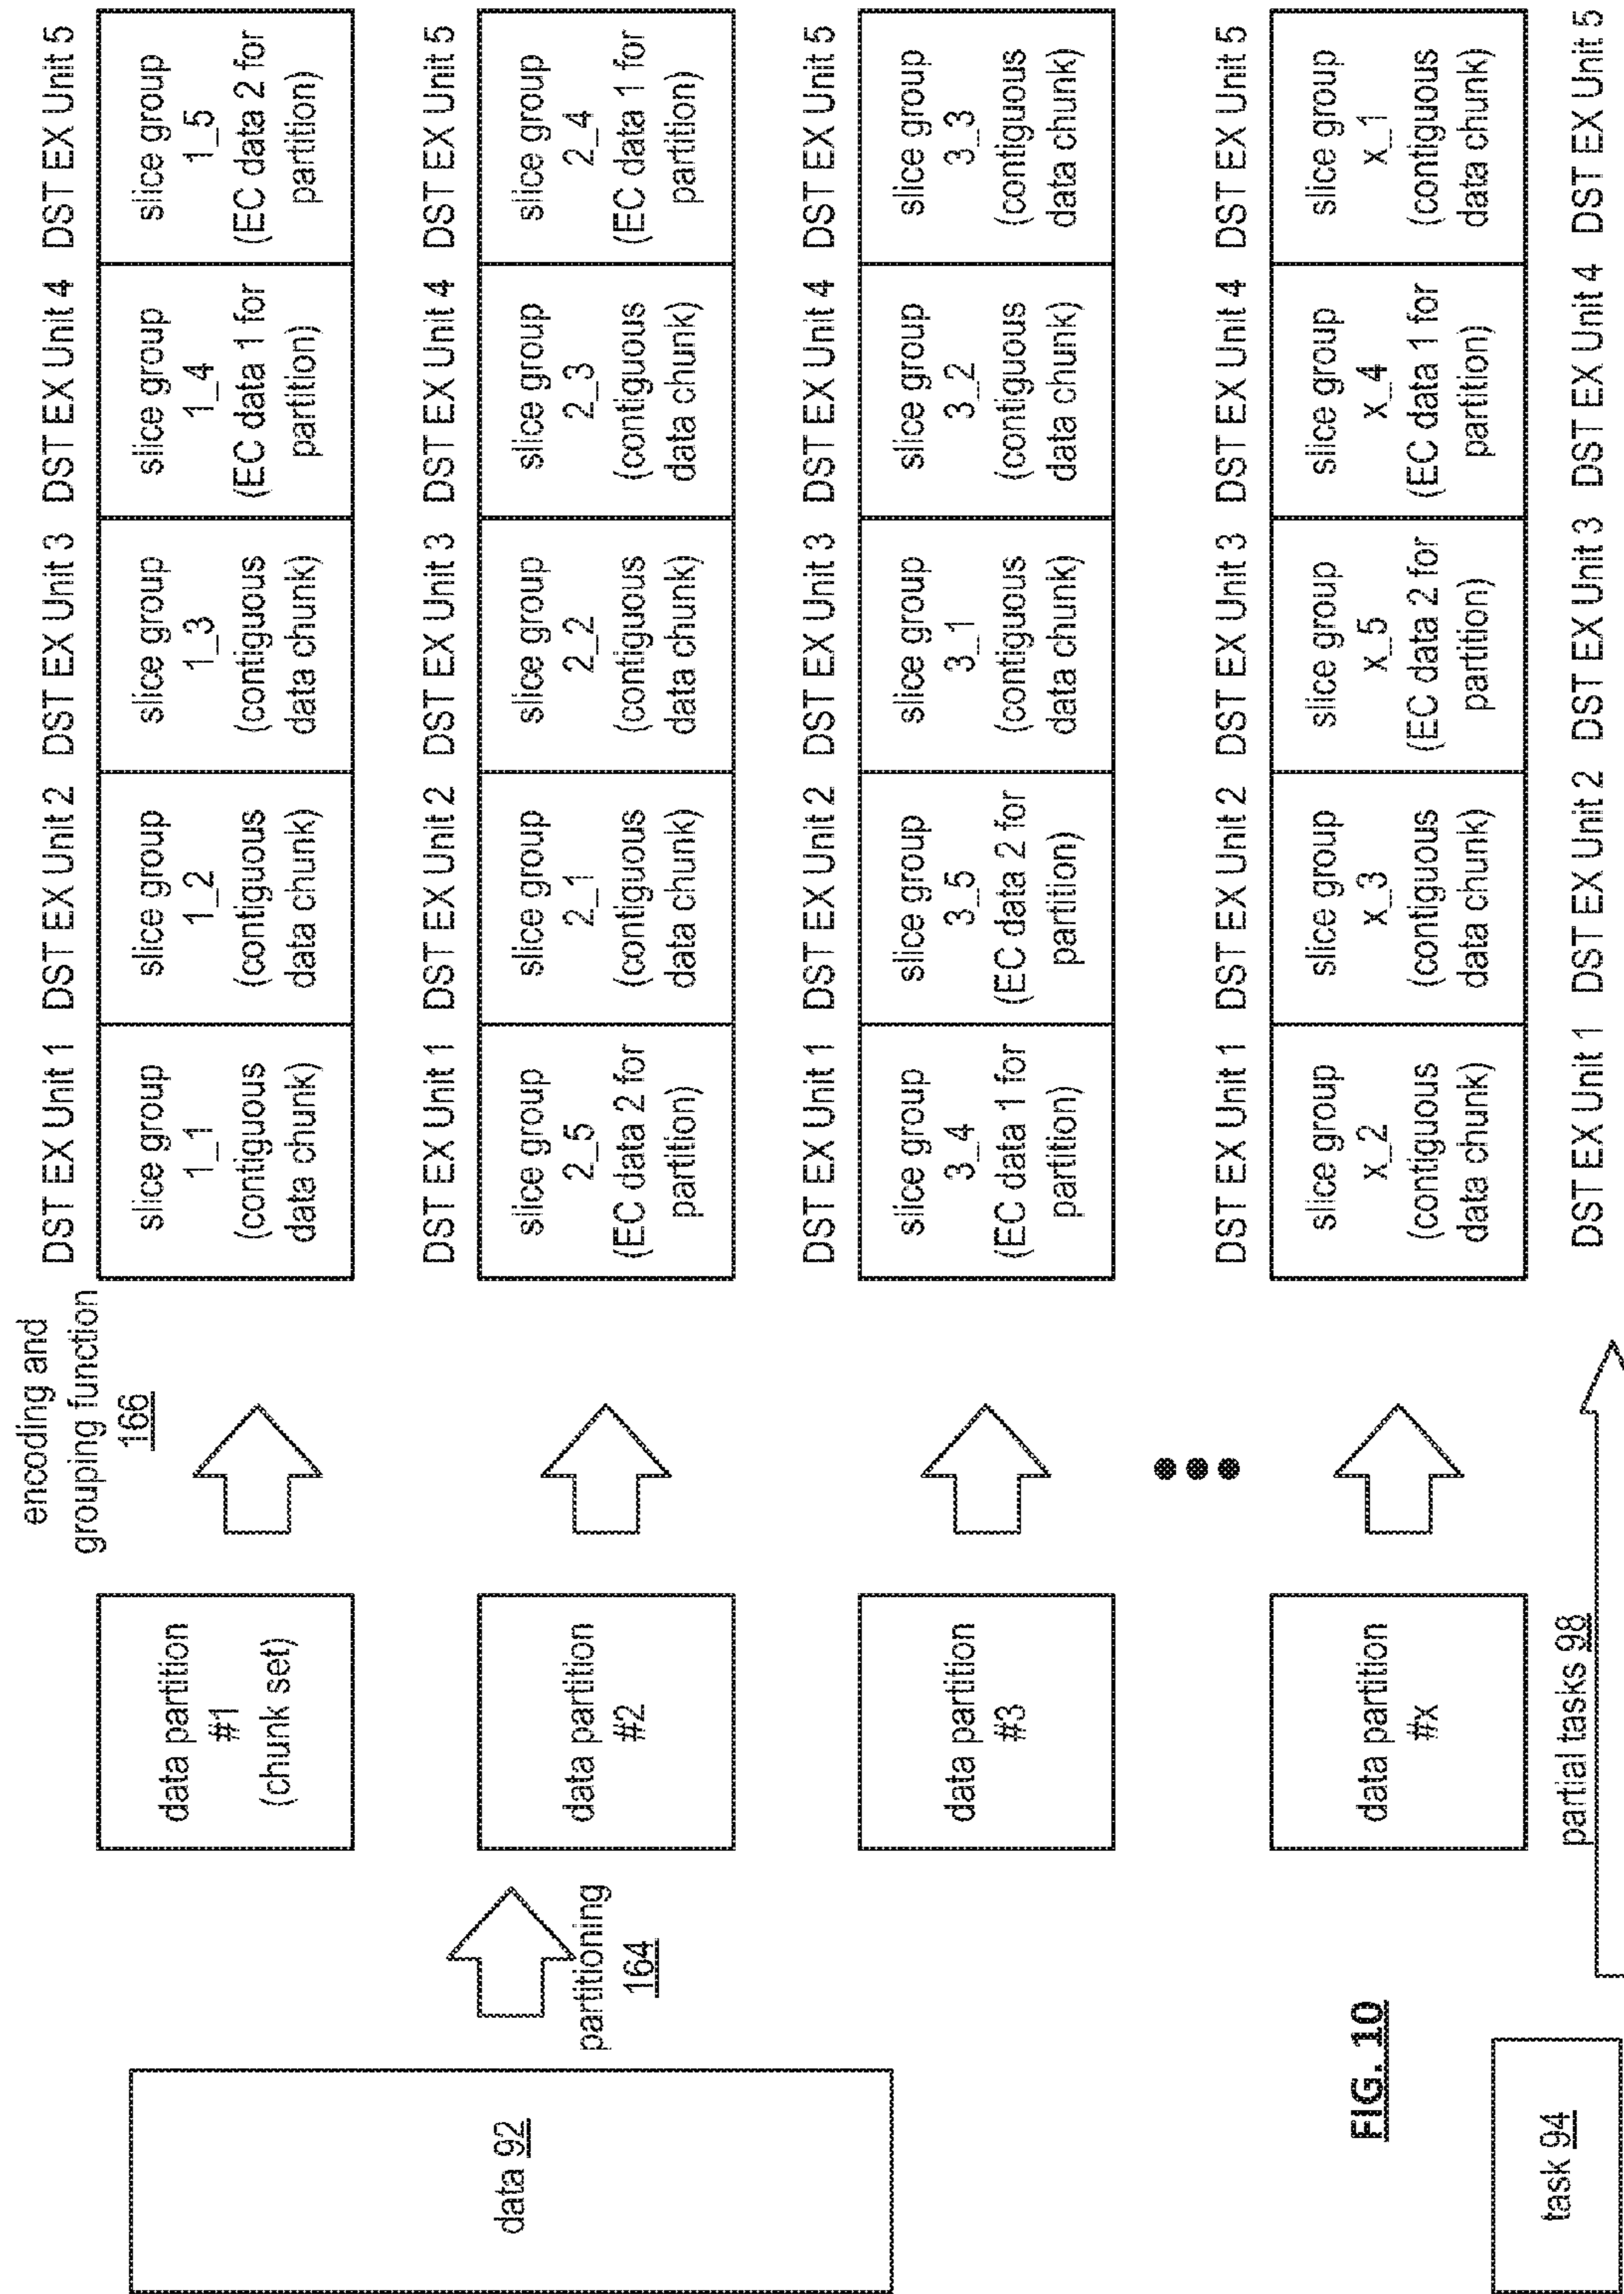 encoding and
grouping function
166
data 92
partitioning
164
data partition
#1
(chunk set)
DST EX Unit 1
DST EX Unit 2
DST EX Unit 3
DST EX Unit 4
DST EX Unit 5
slice group
1_1
(contiguous
data chunk)
slice group
1_2
(contiguous
data chunk)
slice group
1_3
(contiguous
data chunk)
slice group
1_4
(EC data 1 for
partition)
slice group
1_5
(EC data 2 for
partition)
data partition
#2
DST EX Unit 1
DST EX Unit 2
DST EX Unit 3
DST EX Unit 4
DST EX Unit 5
slice group
2_5
(EC data 2 for
partition)
slice group
2_1
(contiguous
data chunk)
slice group
2_2
(contiguous
data chunk)
slice group
2_3
(contiguous
data chunk)
slice group
2_4
(EC data 1 for
partition)
data partition
#3
DST EX Unit 1
DST EX Unit 2
DST EX Unit 3
DST EX Unit 4
DST EX Unit 5
slice group
3_4
(EC data 1 for
partition)
slice group
3_5
(EC data 2 for
partition)
slice group
3_1
(contiguous
data chunk)
slice group
3_2
(contiguous
data chunk)
slice group
3_3
(contiguous
data chunk)
data partition
#x
DST EX Unit 1
DST EX Unit 2
DST EX Unit 3
DST EX Unit 4
DST EX Unit 5
slice group
x_2
(contiguous
data chunk)
slice group
x_3
(contiguous
data chunk)
slice group
x_5
(EC data 2 for
partition)
slice group
x_4
(EC data 1 for
partition)
slice group
x_1
(contiguous
data chunk)
FIG. 10
task 94
partial tasks 98
DST EX Unit 1
DST EX Unit 2
DST EX Unit 3
DST EX Unit 4
DST EX Unit 5